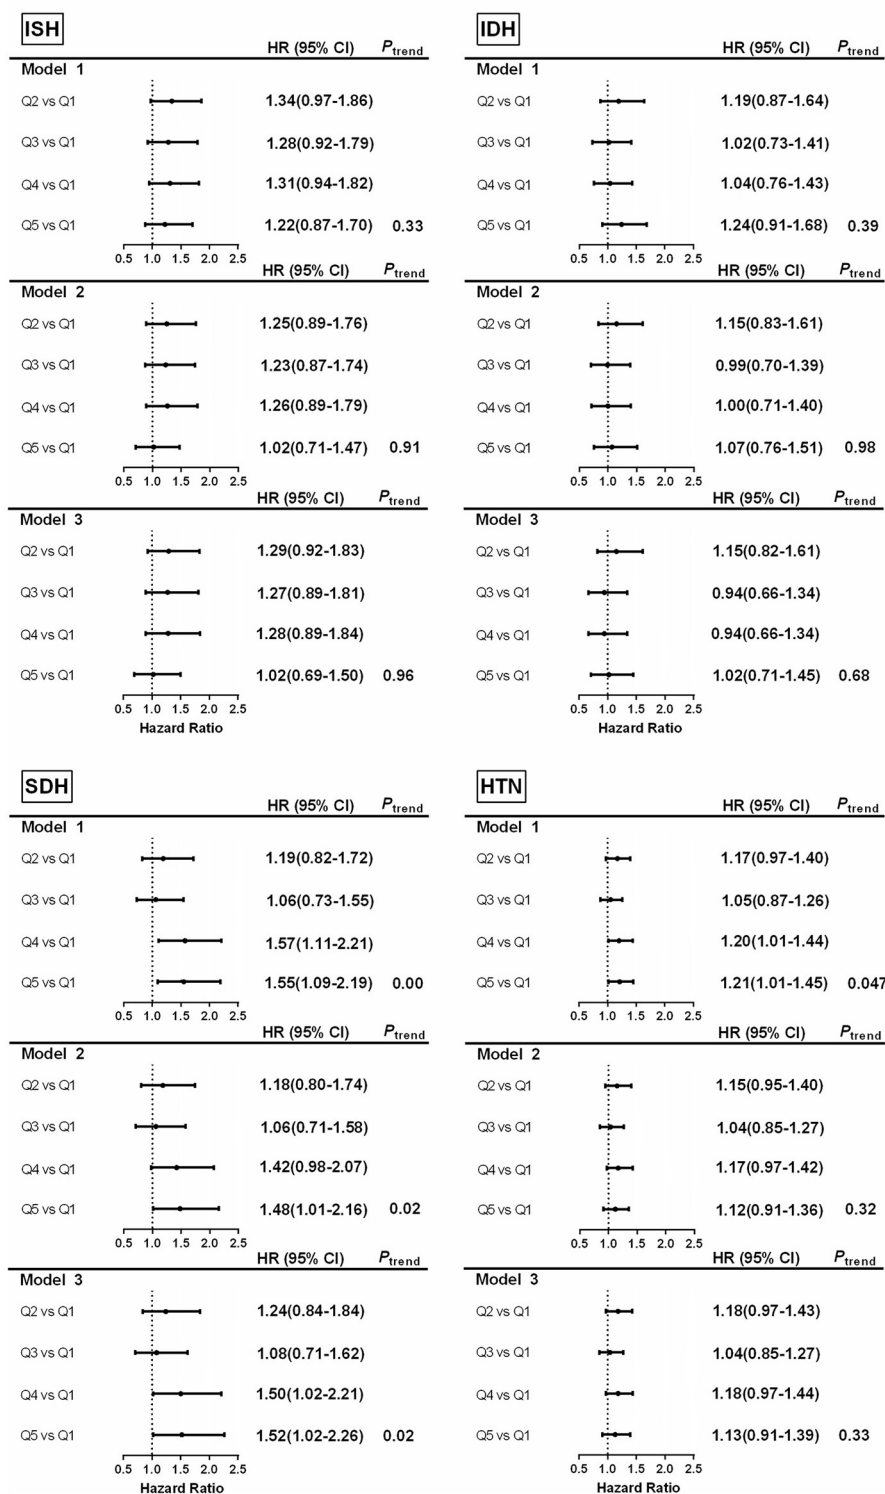 ISH
HR (95% CI) Ptrend
Model 1
Q2 vs Q1 1.34(0.97-1.86)
Q3 vs Q1 1.28(0.92-1.79)
Q4 vs Q1 1.31(0.94-1.82)
Q5 vs Q1 1.22(0.87-1.70) 0.33
0.5 1.0 1.5 2.0 2.5
HR (95% CI) Ptrend
Model 2
Q2 vs Q1 1.25(0.89-1.76)
Q3 vs Q1 1.23(0.87-1.74)
Q4 vs Q1 1.26(0.89-1.79)
Q5 vs Q1 1.02(0.71-1.47) 0.91
0.5 1.0 1.5 2.0 2.5
HR (95% CI) Ptrend
Model 3
Q2 vs Q1 1.29(0.92-1.83)
Q3 vs Q1 1.27(0.89-1.81)
Q4 vs Q1 1.28(0.89-1.84)
Q5 vs Q1 1.02(0.69-1.50) 0.96
0.5 1.0 1.5 2.0 2.5
Hazard Ratio
IDH
HR (95% CI) Ptrend
Model 1
Q2 vs Q1 1.19(0.87-1.64)
Q3 vs Q1 1.02(0.73-1.41)
Q4 vs Q1 1.04(0.76-1.43)
Q5 vs Q1 1.24(0.91-1.68) 0.39
0.5 1.0 1.5 2.0 2.5
HR (95% CI) Ptrend
Model 2
Q2 vs Q1 1.15(0.83-1.61)
Q3 vs Q1 0.99(0.70-1.39)
Q4 vs Q1 1.00(0.71-1.40)
Q5 vs Q1 1.07(0.76-1.51) 0.98
0.5 1.0 1.5 2.0 2.5
HR (95% CI) Ptrend
Model 3
Q2 vs Q1 1.15(0.82-1.61)
Q3 vs Q1 0.94(0.66-1.34)
Q4 vs Q1 0.94(0.66-1.34)
Q5 vs Q1 1.02(0.71-1.45) 0.68
0.5 1.0 1.5 2.0 2.5
Hazard Ratio
SDH
HR (95% CI) Ptrend
Model 1
Q2 vs Q1 1.19(0.82-1.72)
Q3 vs Q1 1.06(0.73-1.55)
Q4 vs Q1 1.57(1.11-2.21)
Q5 vs Q1 1.55(1.09-2.19) 0.00
0.5 1.0 1.5 2.0 2.5
HR (95% CI) Ptrend
Model 2
Q2 vs Q1 1.18(0.80-1.74)
Q3 vs Q1 1.06(0.71-1.58)
Q4 vs Q1 1.42(0.98-2.07)
Q5 vs Q1 1.48(1.01-2.16) 0.02
0.5 1.0 1.5 2.0 2.5
HR (95% CI) Ptrend
Model 3
Q2 vs Q1 1.24(0.84-1.84)
Q3 vs Q1 1.08(0.71-1.62)
Q4 vs Q1 1.50(1.02-2.21)
Q5 vs Q1 1.52(1.02-2.26) 0.02
0.5 1.0 1.5 2.0 2.5
Hazard Ratio
HTN
HR (95% CI) Ptrend
Model 1
Q2 vs Q1 1.17(0.97-1.40)
Q3 vs Q1 1.05(0.87-1.26)
Q4 vs Q1 1.20(1.01-1.44)
Q5 vs Q1 1.21(1.01-1.45) 0.047
0.5 1.0 1.5 2.0 2.5
HR (95% CI) Ptrend
Model 2
Q2 vs Q1 1.15(0.95-1.40)
Q3 vs Q1 1.04(0.85-1.27)
Q4 vs Q1 1.17(0.97-1.42)
Q5 vs Q1 1.12(0.91-1.36) 0.32
0.5 1.0 1.5 2.0 2.5
HR (95% CI) Ptrend
Model 3
Q2 vs Q1 1.18(0.97-1.43)
Q3 vs Q1 1.04(0.85-1.27)
Q4 vs Q1 1.18(0.97-1.44)
Q5 vs Q1 1.13(0.91-1.39) 0.33
0.5 1.0 1.5 2.0 2.5
Hazard Ratio